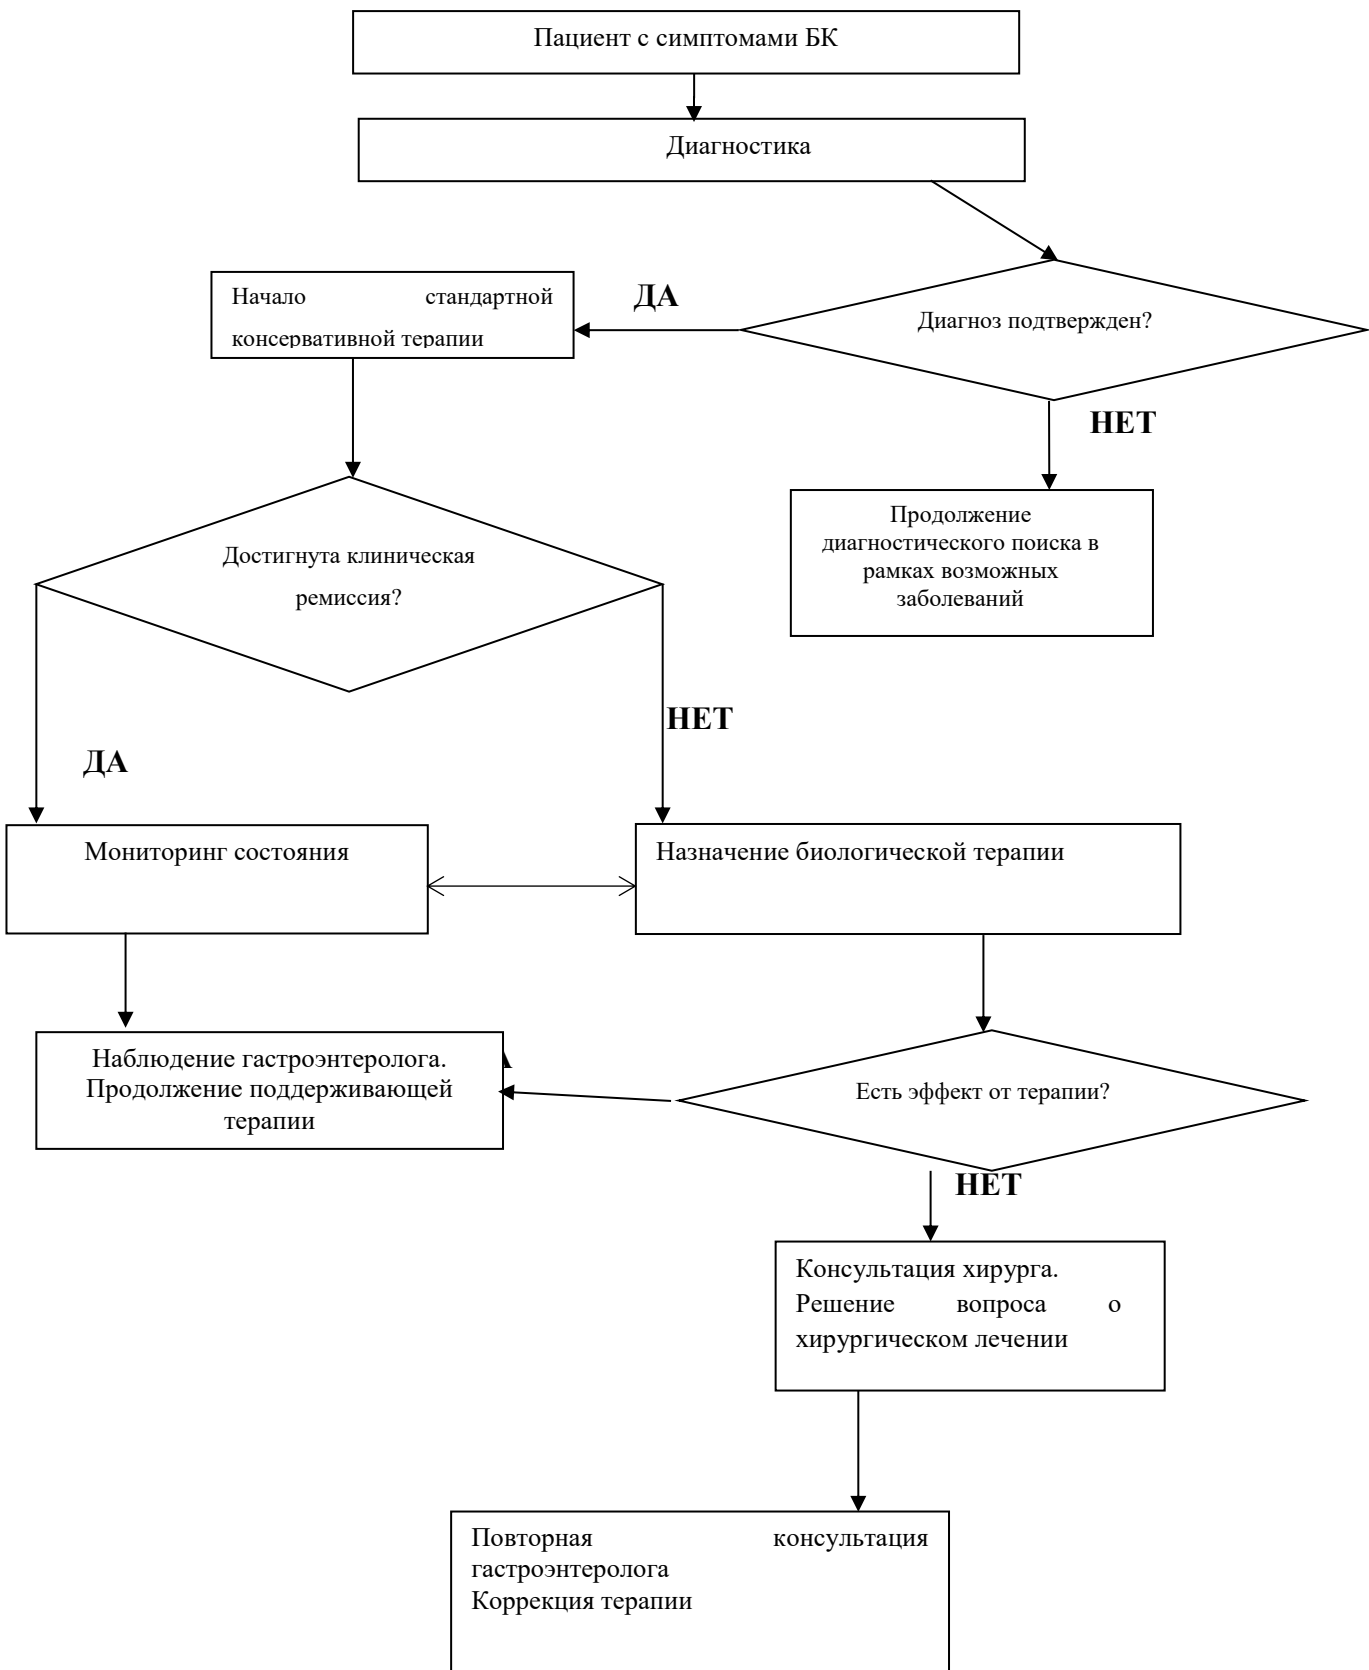 Пациент с симптомами БК
Диагностика
Начало стандартной
консервативной терапии
ДА
Диагноз подтвержден?
НЕТ
Продолжение
диагностического поиска в
рамках возможных
заболеваний
Достигнута клиническая
ремиссия?
НЕТ
ДА
Мониторинг состояния
Назначение биологической терапии
Наблюдение гастроэнтеролога.
Продолжение поддерживающей
терапии
Есть эффект от терапии?
НЕТ
Консультация хирурга.
Решение вопроса о
хирургическом лечении
Повторная консультация
гастроэнтеролога
Коррекция терапии